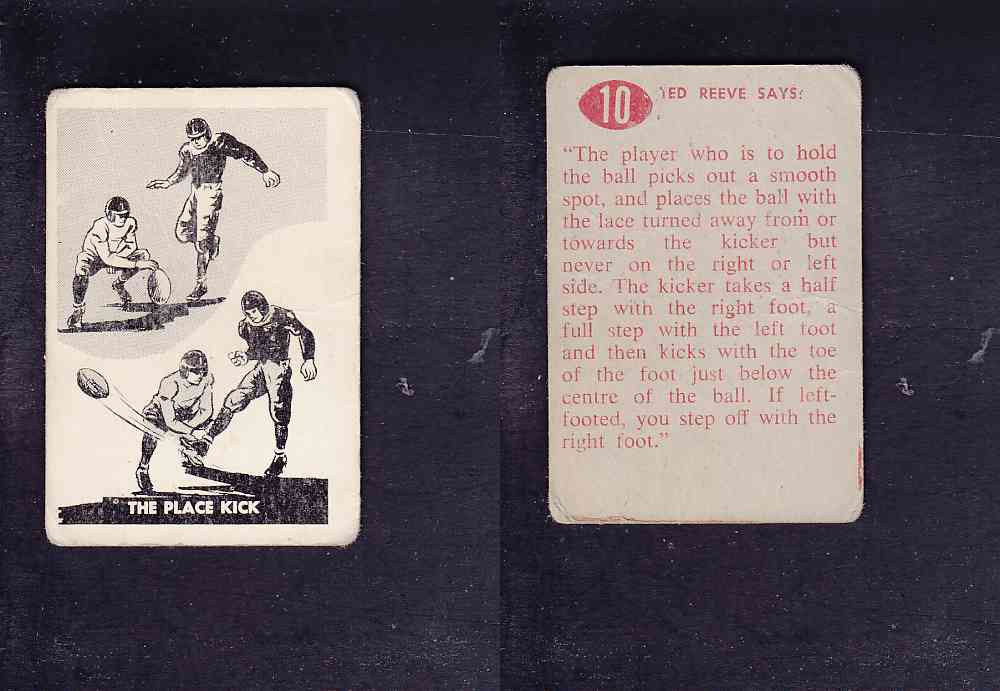 THE PLACE KICK
10 TED REEVE SAYS:
“The player who is to hold
the ball picks out a smooth
spot, and places the ball with
the lace turned away from or
towards the kicker but
never on the right or left
side. The kicker takes a half
step with the right foot, a
full step with the left toot
and then kicks with the toe
of the foot just below the
centre of the ball. If left-
footed, you step off with the
right foot.”